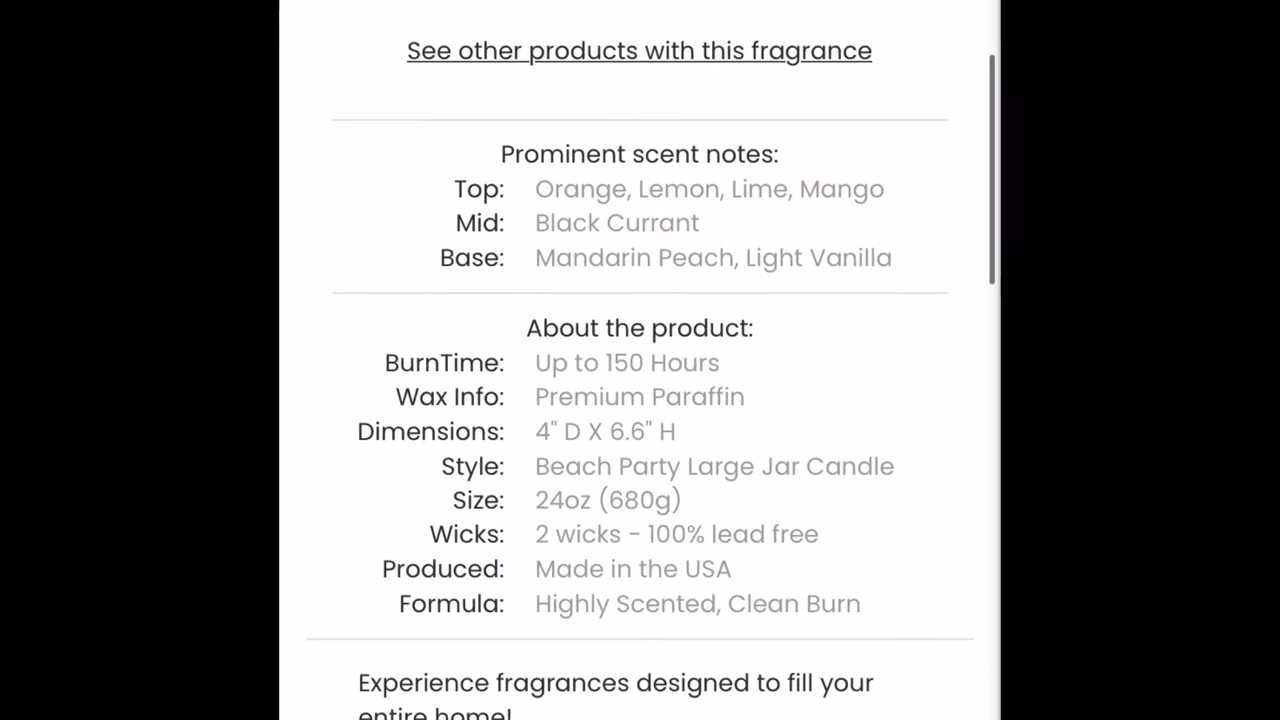 See other products with this fragrance
Prominent scent notes:
Top: Orange, Lemon, Lime, Mango
Mid: Black Currant
Base: Mandarin Peach, Light Vanilla
About the product:
BurnTime: Up to 150 Hours
Wax Info: Premium Paraffin
Dimensions: 4" D X 6.6" H
Style: Beach Party Large Jar Candle
Size: 24oz (680g)
Wicks: 2 wicks - 100% lead free
Produced: Made in the USA
Formula: Highly Scented, Clean Burn
Experience fragrances designed to fill your
entire home!